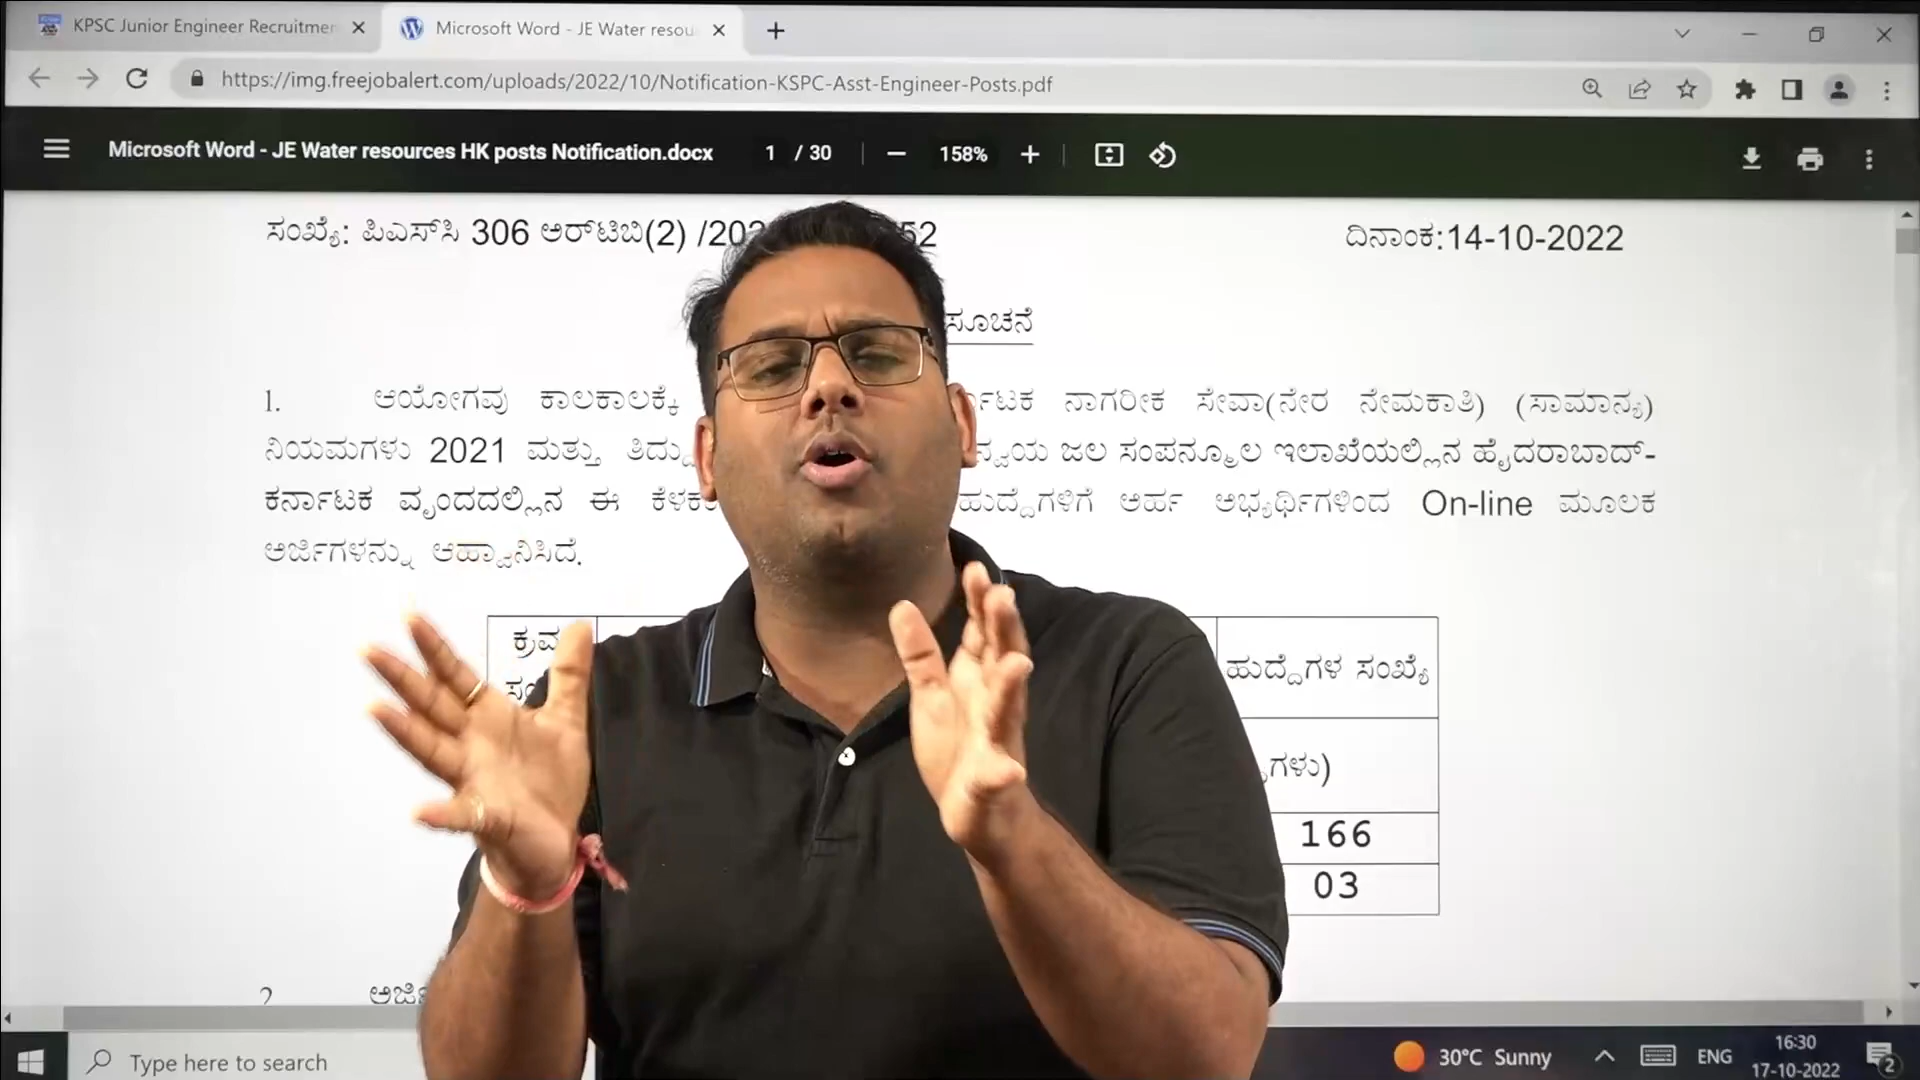 KPSC Junior Engineer Recruitmen
Microsoft Word - JE Water resou
https://img.freejobalert.com/uploads/2022/10/Notification-KSPC-Asst-Engineer-Posts.pdf
Microsoft Word - JE Water resources HK posts Notification.docx 1 / 30 158%
ಸಂಖ್ಯೆ: ಪಿಎಸ್‌ಸಿ 306 ಆರ್‌ಟಿಬಿ(2) /202 52 ದಿನಾಂಕ:14-10-2022
ಸೂಚನೆ
1. ಆಯೋಗವು ಕಾಲಕಾಲಕ್ಕೆ ನಾಗರೀಕ ಸೇವಾ(ನೇರ ನೇಮಕಾತಿ) (ಸಾಮಾನ್ಯ)
ನಿಯಮಗಳು 2021 ಮತ್ತು ಜಲ ಸಂಪನ್ಮೂಲ ಇಲಾಖೆಯಲ್ಲಿನ ಹೈದರಾಬಾದ್-
ಕರ್ನಾಟಕ ವೃಂದದಲ್ಲಿನ ಈ ಹುದ್ದೆಗಳಿಗೆ ಅರ್ಹ ಅಭ್ಯರ್ಥಿಗಳಿಂದ On-line ಮೂಲಕ
ಅರ್ಜಿಗಳನ್ನು ಆಹ್ವಾನಿಸಿದೆ.
ಹುದ್ದೆಗಳ ಸಂಖ್ಯೆ
166
03
2
Type here to search
30°C Sunny ENG 16:30
17-10-2022
2